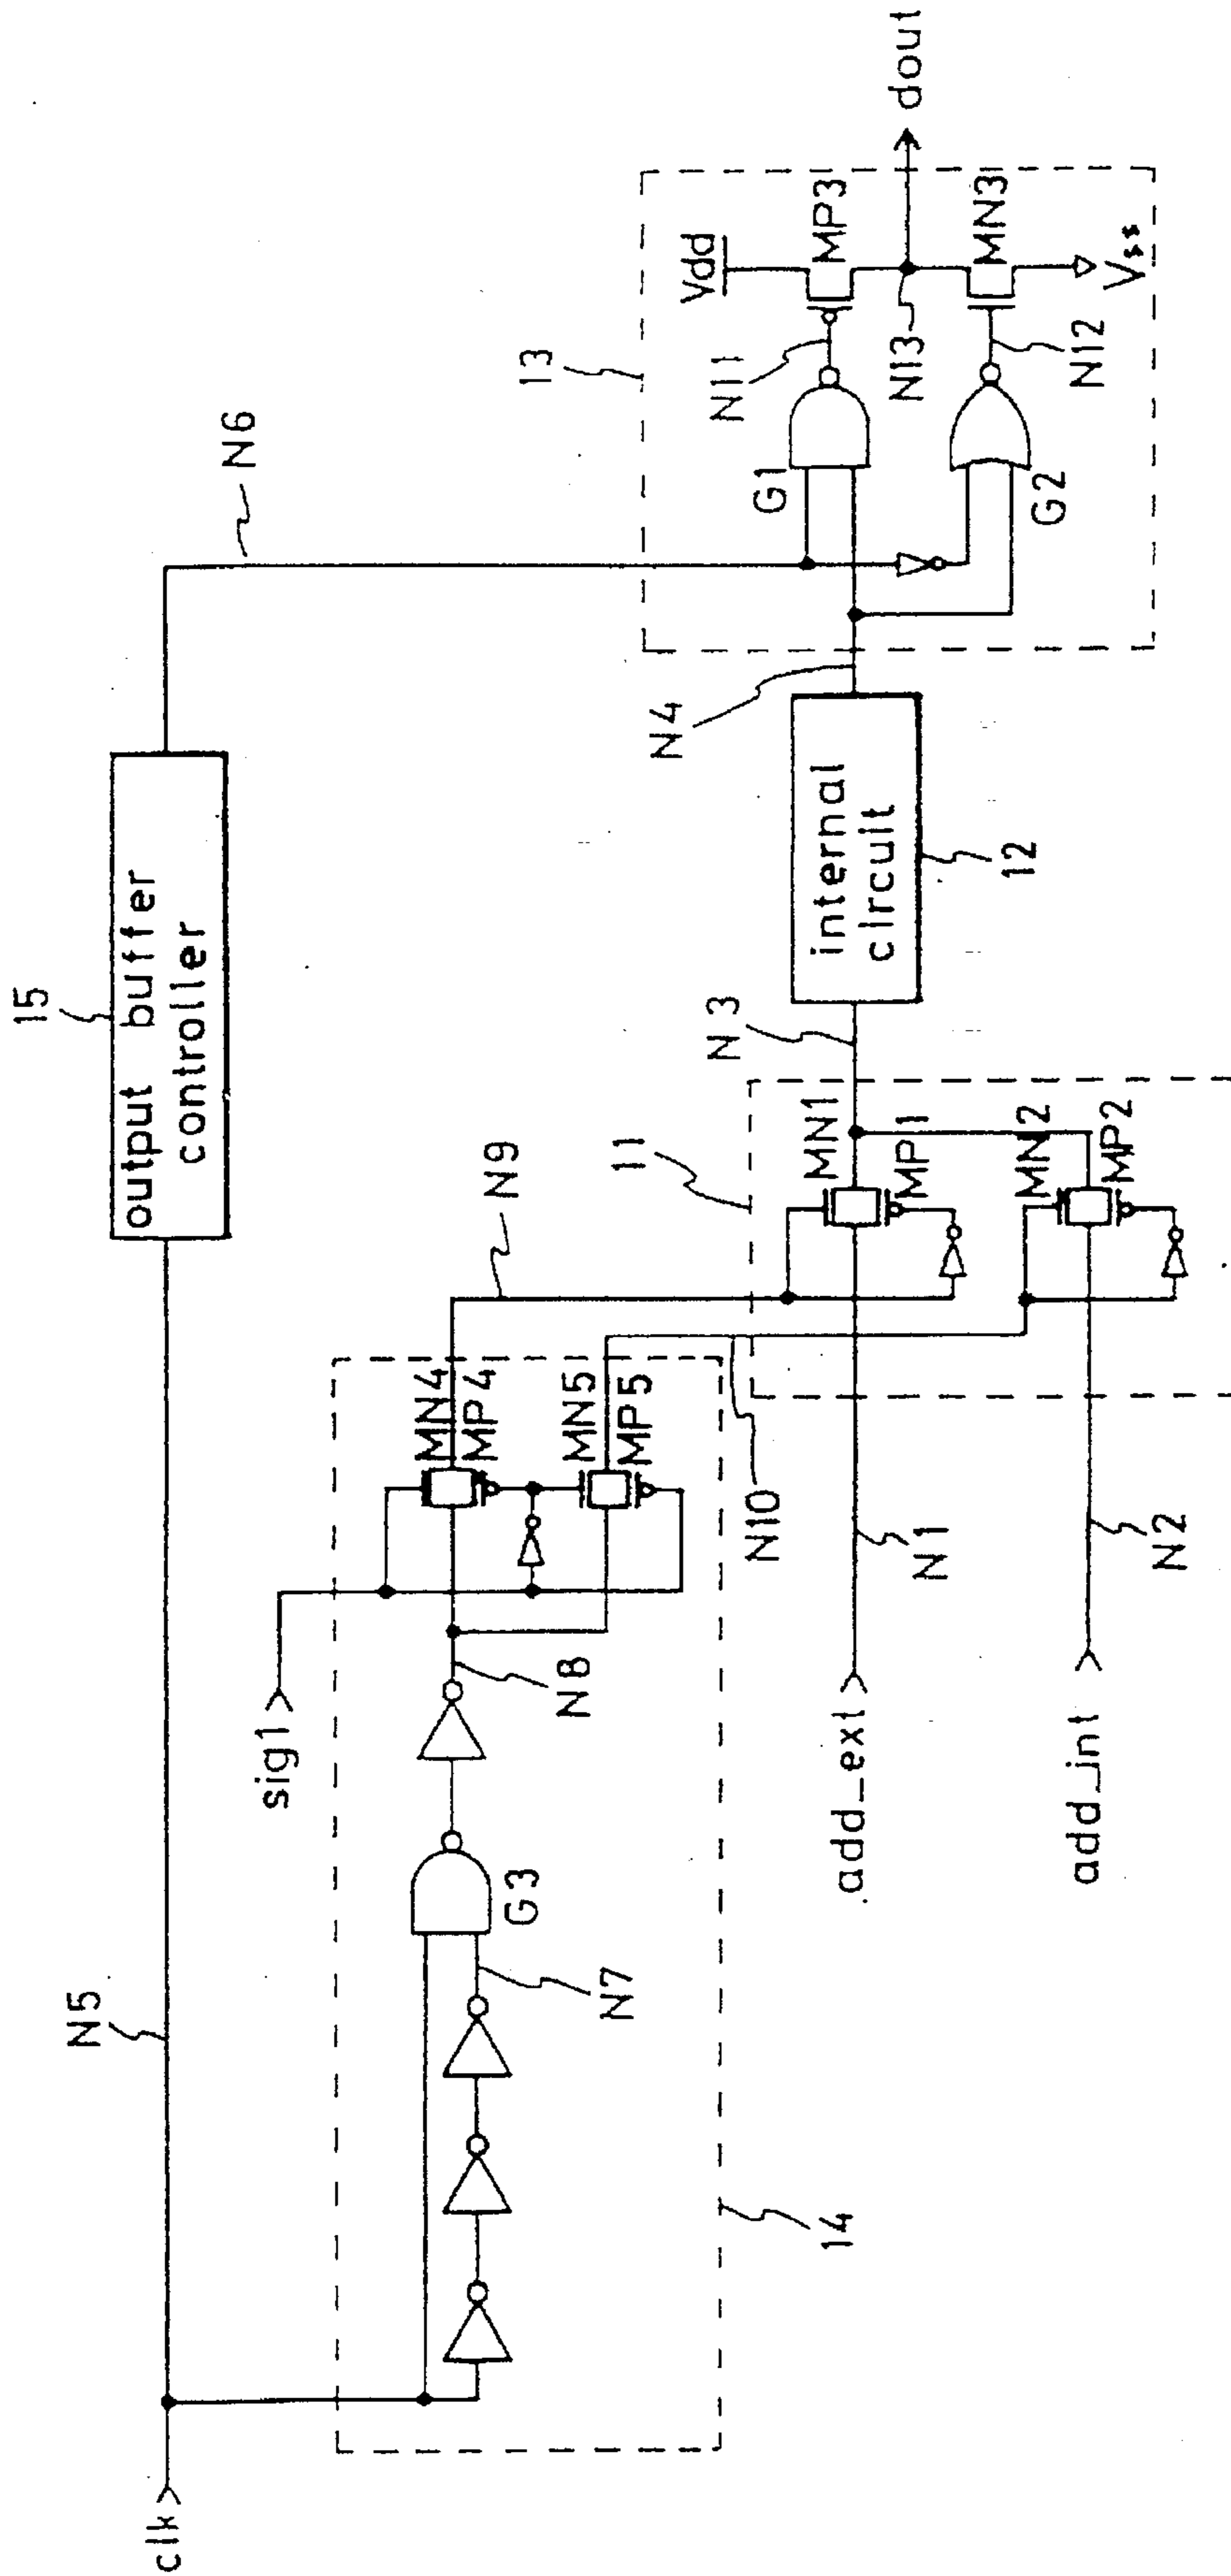 clk
N5
15
output buffer
controller
N6
sig1
14
G3
N7
N8
MN4
MP4
MN5
MP5
N9
N10
11
MN1
MP1
MN2
MP2
add_ext
N1
add_int
N2
N3
internal
circuit
12
N4
13
G1
G2
N11
N12
N13
Vdd
MP3
MN3
Vss
dout